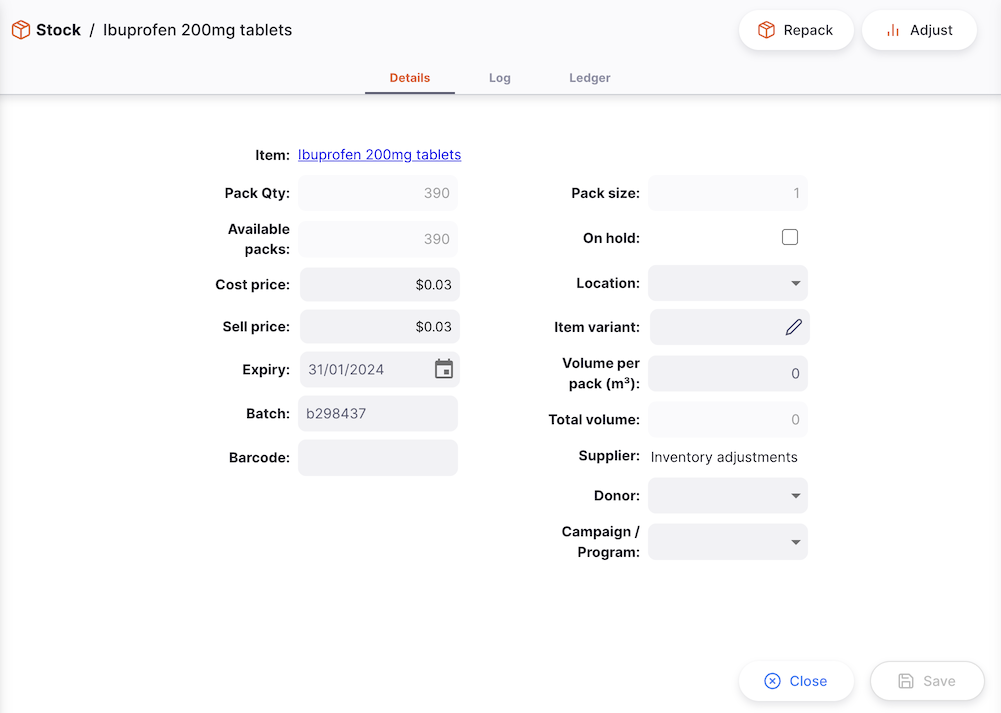 Stock / Ibuprofen 200mg tablets
Repack
Adjust
Details
Log
Ledger
Item: Ibuprofen 200mg tablets
Pack Qty: 390
Available
packs: 390
Cost price: $0.03
Sell price: $0.03
Expiry: 31/01/2024
Batch: b298437
Barcode:
Pack size: 1
On hold:
Location:
Item variant:
Volume per
pack (m³): 0
Total volume: 0
Supplier: Inventory adjustments
Donor:
Campaign /
Program:
Close
Save